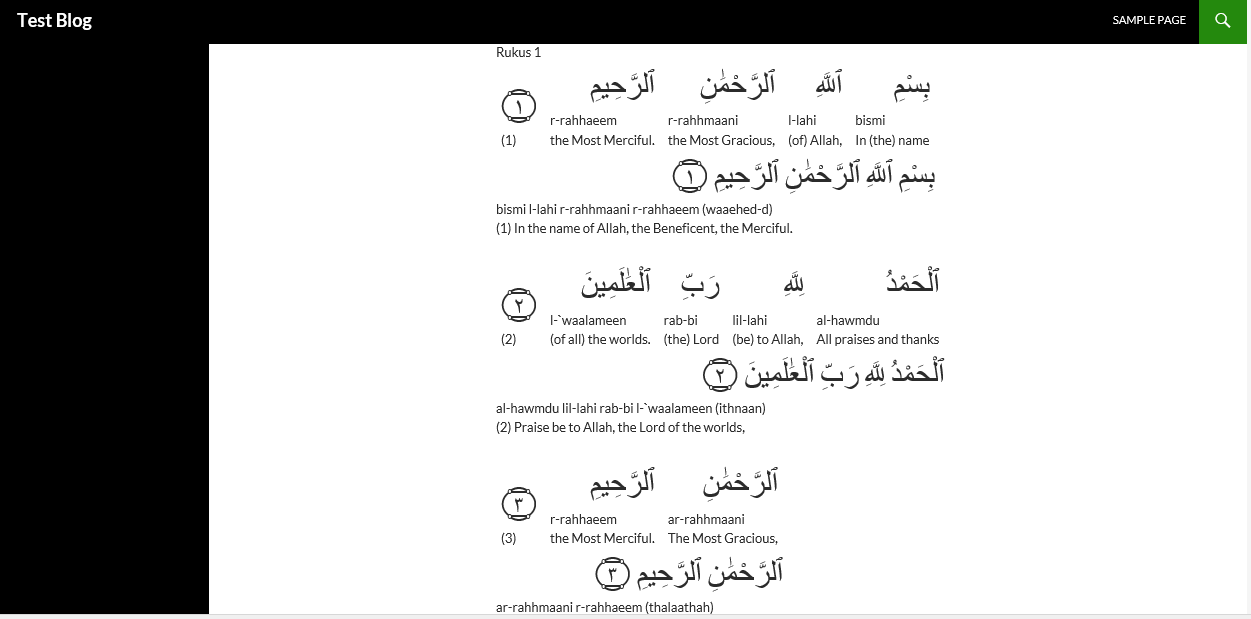 Test Blog
SAMPLE PAGE
Rukus 1
بِسْمِ ٱللَّهِ ٱلرَّحْمَٰنِ ٱلرَّحِيمِ ١
bismi l-lahi r-rahhmaani r-rahhaeem
In (the) name (of) Allah, the Most Gracious, the Most Merciful. (1)
بِسْمِ ٱللَّهِ ٱلرَّحْمَٰنِ ٱلرَّحِيمِ ١
bismi l-lahi r-rahhmaani r-rahhaeem (waaehed-d)
(1) In the name of Allah, the Beneficent, the Merciful.
ٱلْحَمْدُ لِلَّهِ رَبِّ ٱلْعَٰلَمِينَ ٢
al-hawmdu lil-lahi rab-bi l-`waalameen
All praises and thanks (be) to Allah, (the) Lord (of all) the worlds. (2)
ٱلْحَمْدُ لِلَّهِ رَبِّ ٱلْعَٰلَمِينَ ٢
al-hawmdu lil-lahi rab-bi l-`waalameen (ithnaan)
(2) Praise be to Allah, the Lord of the worlds,
ٱلرَّحْمَٰنِ ٱلرَّحِيمِ ٣
ar-rahhmaani r-rahhaeem
The Most Gracious, the Most Merciful. (3)
ٱلرَّحْمَٰنِ ٱلرَّحِيمِ ٣
ar-rahhmaani r-rahhaeem (thalaathah)